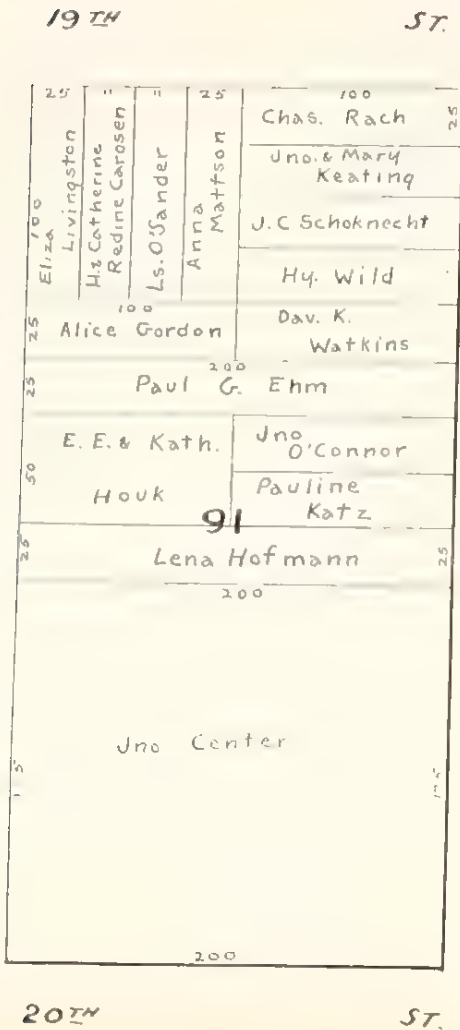 19TH ST.
25 " " 25 100
Chas. Rach 25
Jno. & Mary
Keating
J. C Schoknecht
Hy. Wild
Dav. K.
Watkins
100
Eliza
Livingston
H. & Catherine
Redine Carosen
Ls. O'Sander
Anna
Mattson
100
25 Alice Gordon
200
25 Paul G. Ehm
E. E. & Kath.
50 Houk
Jno
O'Connor
Pauline
Katz
91
25 Lena Hofmann 25
200
Jno Center
200
20TH ST.